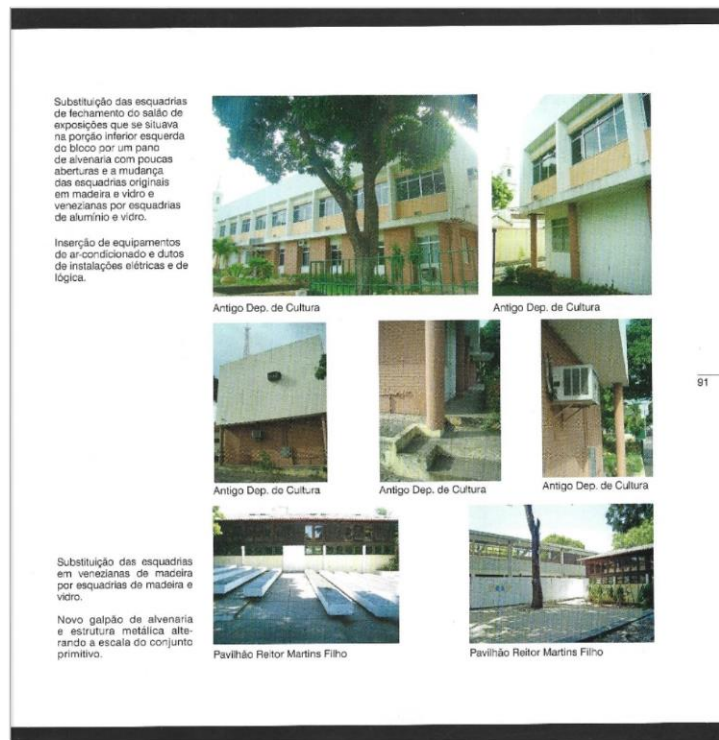 Substituição das esquadrias
de fechamento do salão de
exposições que se situava
na porção inferior esquerda
do bloco por um pano
de alvenaria com poucas
aberturas e a mudança
das esquadrias originais
em madeira e vidro e
venezianas por esquadrias
de alumínio e vidro.
Inserção de equipamentos
de ar-condicionado e dutos
de instalações elétricas e de
lógica.
Antigo Dep. de Cultura
Antigo Dep. de Cultura
91
Antigo Dep. de Cultura
Antigo Dep. de Cultura
Antigo Dep. de Cultura
Substituição das esquadrias
em venezianas de madeira
por esquadrias de madeira e
vidro.
Novo galpão de alvenaria
e estrutura metálica alte-
rando a escala do conjunto
primitivo.
Pavilhão Reitor Martins Filho
Pavilhão Reitor Martins Filho